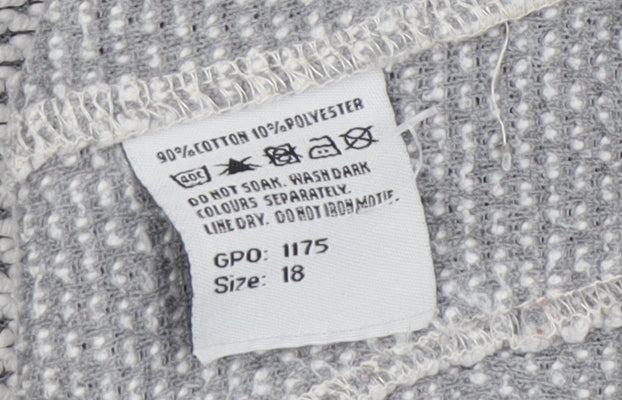 90% COTTON 10% POLYESTER
40°C
DO NOT SOAK. WASH DARK
COLOURS SEPARATELY.
LINE DRY. DO NOT IRON MOTIF.
GPO: 1175
Size: 18